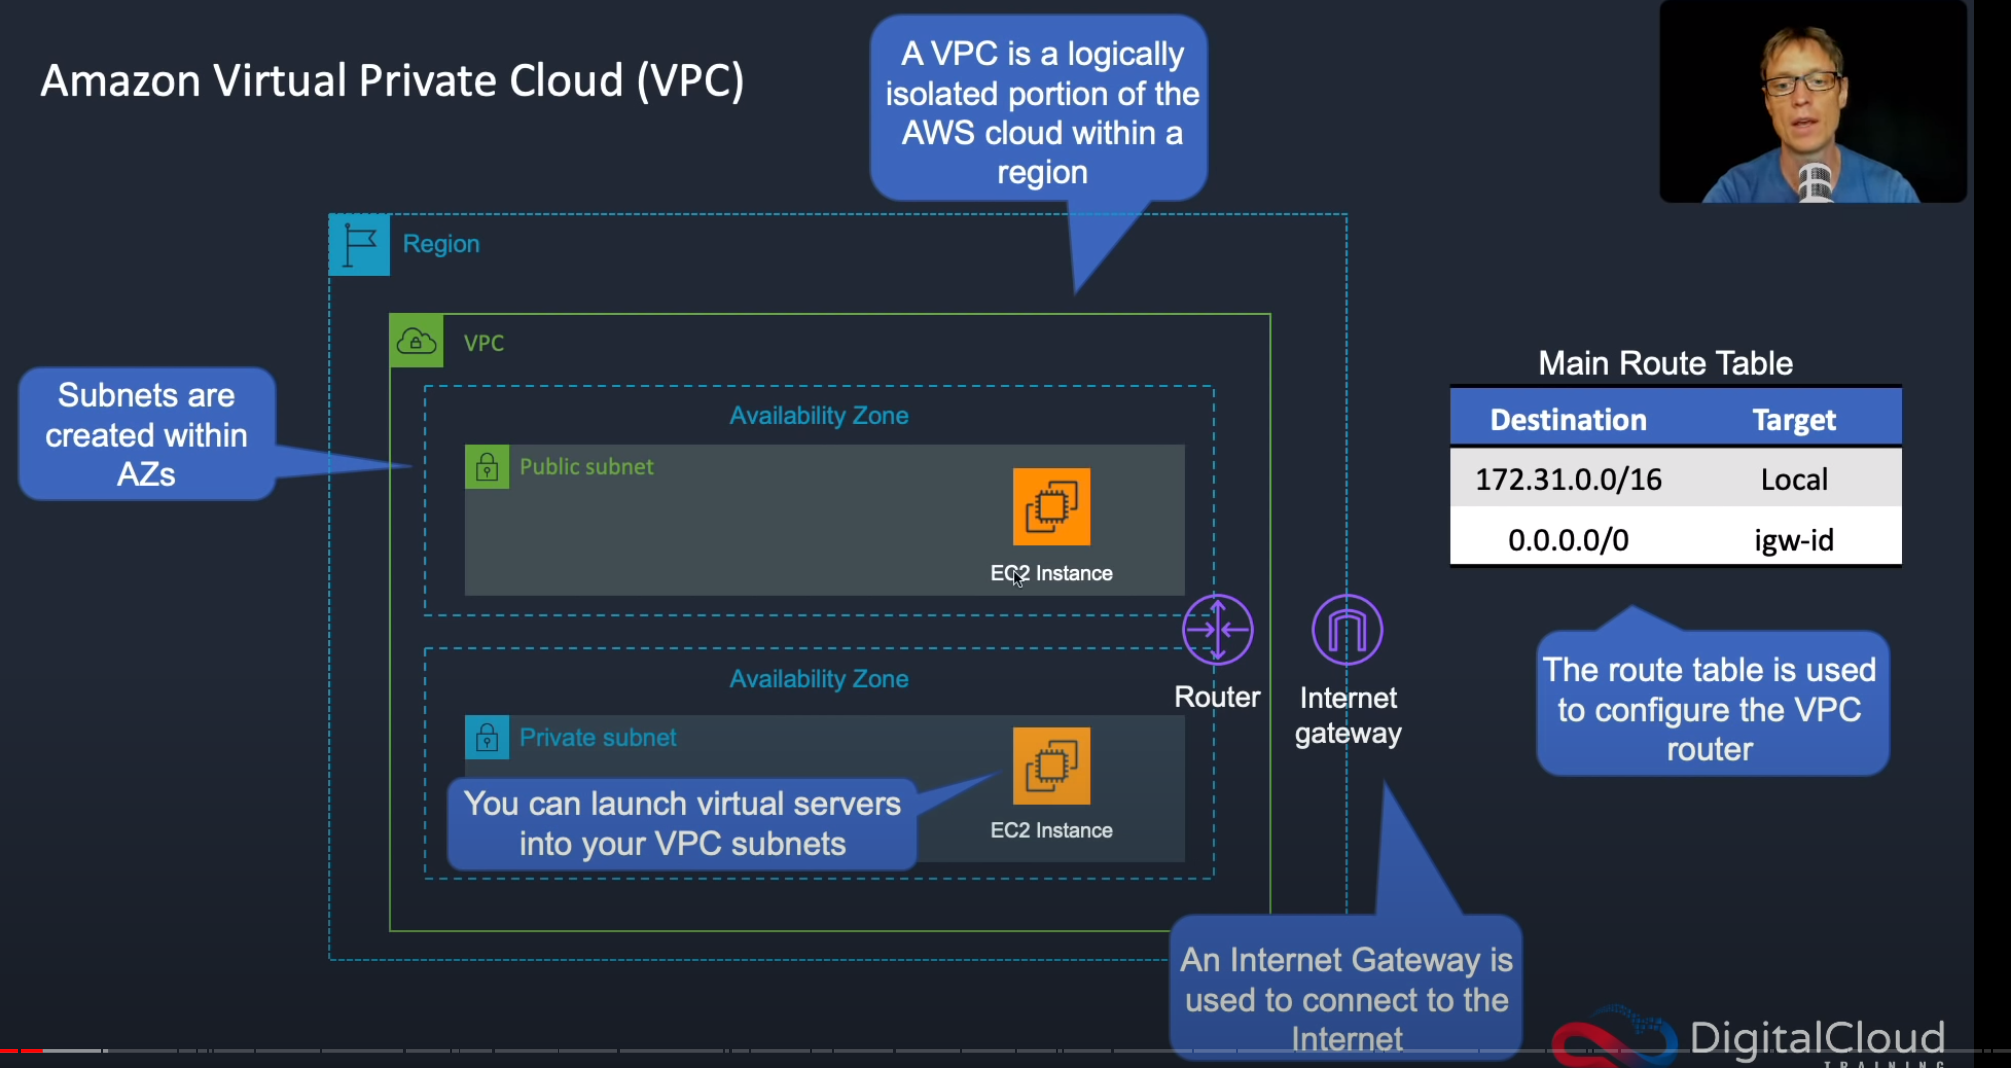 Amazon Virtual Private Cloud (VPC)
A VPC is a logically
isolated portion of the
AWS cloud within a
region
Region
VPC
Subnets are
created within
AZs
Availability Zone
Public subnet
EC2 Instance
Availability Zone
Private subnet
You can launch virtual servers
into your VPC subnets
EC2 Instance
Router
Internet
gateway
Main Route Table
Destination Target
172.31.0.0/16 Local
0.0.0.0/0 igw-id
The route table is used
to configure the VPC
router
An Internet Gateway is
used to connect to the
Internet
DigitalCloud
TRAINING